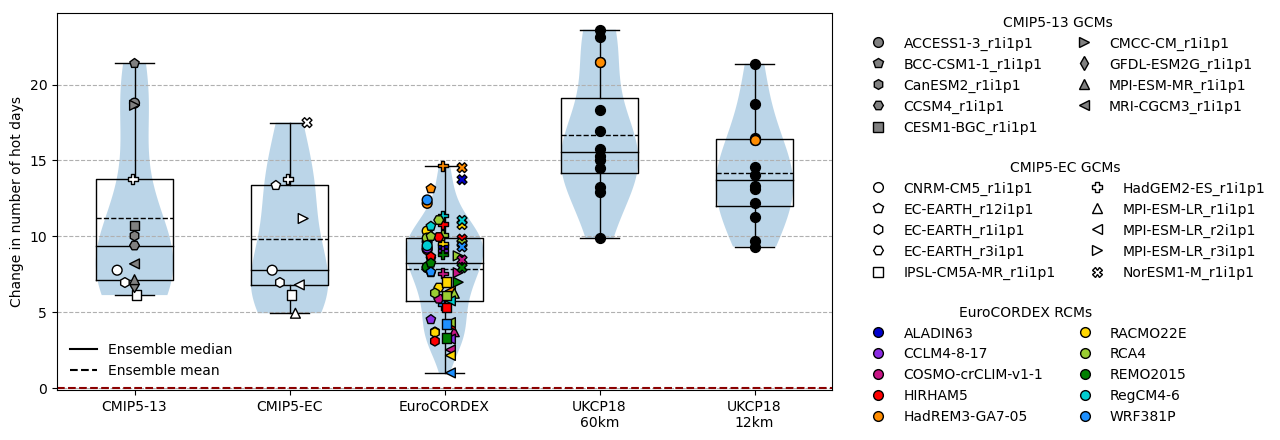 Change in number of hot days
20
15
10
5
0
Ensemble median
Ensemble mean
CMIP5-13
CMIP5-EC
EuroCORDEX
UKCP18
60km
UKCP18
12km
CMIP5-13 GCMs
ACCESS1-3_r1i1p1
BCC-CSM1-1_r1i1p1
CanESM2_r1i1p1
CCSM4_r1i1p1
CESM1-BGC_r1i1p1
CMCC-CM_r1i1p1
GFDL-ESM2G_r1i1p1
MPI-ESM-MR_r1i1p1
MRI-CGCM3_r1i1p1
CMIP5-EC GCMs
CNRM-CM5_r1i1p1
EC-EARTH_r12i1p1
EC-EARTH_r1i1p1
EC-EARTH_r3i1p1
IPSL-CM5A-MR_r1i1p1
HadGEM2-ES_r1i1p1
MPI-ESM-LR_r1i1p1
MPI-ESM-LR_r2i1p1
MPI-ESM-LR_r3i1p1
NorESM1-M_r1i1p1
EuroCORDEX RCMs
ALADIN63
CCLM4-8-17
COSMO-crCLIM-v1-1
HIRHAM5
HadREM3-GA7-05
RACMO22E
RCA4
REMO2015
RegCM4-6
WRF381P